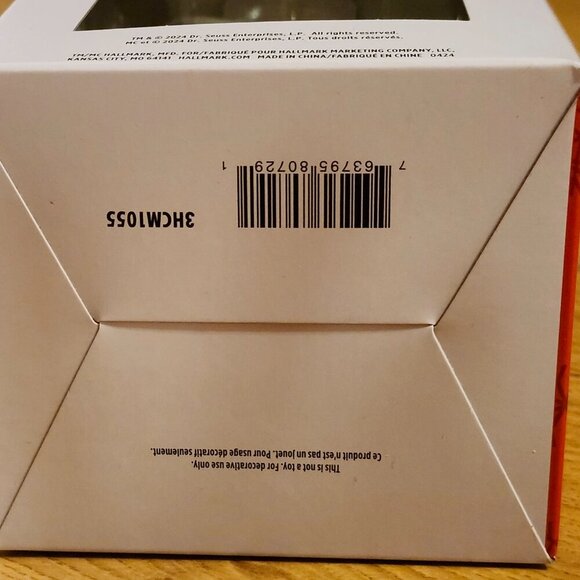 TM & © 2024 Dr. Seuss Enterprises, L.P. All rights reserved.
MC et © 2024 Dr. Seuss Enterprises, L.P. Tous droits réservés.
TM/MC HALLMARK, MFD. FOR/FABRIQUÉ POUR HALLMARK MARKETING COMPANY, LLC,
KANSAS CITY, MO 64141 HALLMARK.COM MADE IN CHINA/FABRIQUÉ EN CHINE 0424
7 63795 80729 1
3HCM1055
This is not a toy. For decorative use only.
Ce produit n'est pas un jouet. Pour usage décoratif seulement.